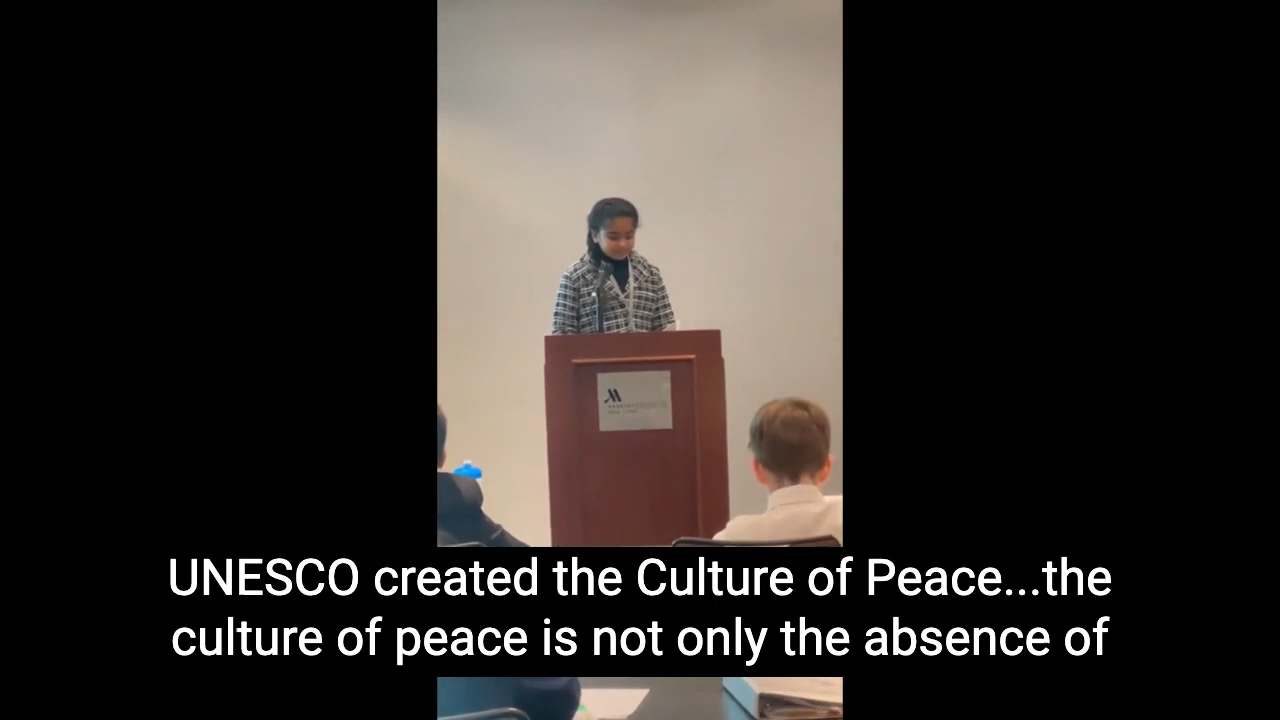 UNESCO created the Culture of Peace...the
culture of peace is not only the absence of